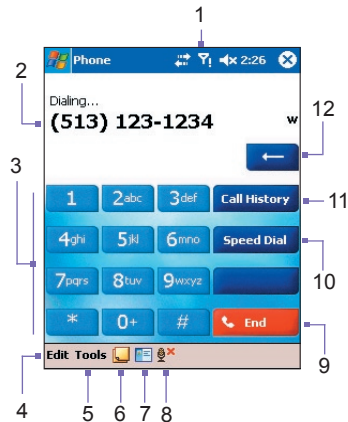 1
Phone 2:26
2
Dialing...
(513) 123-1234 w
12
3
1 2abc 3def Call History
11
4ghi 5jkl 6mno Speed Dial
10
7pqrs 8tuv 9wxyz
* 0+ # End
9
Edit Tools
4 5 6 7 8